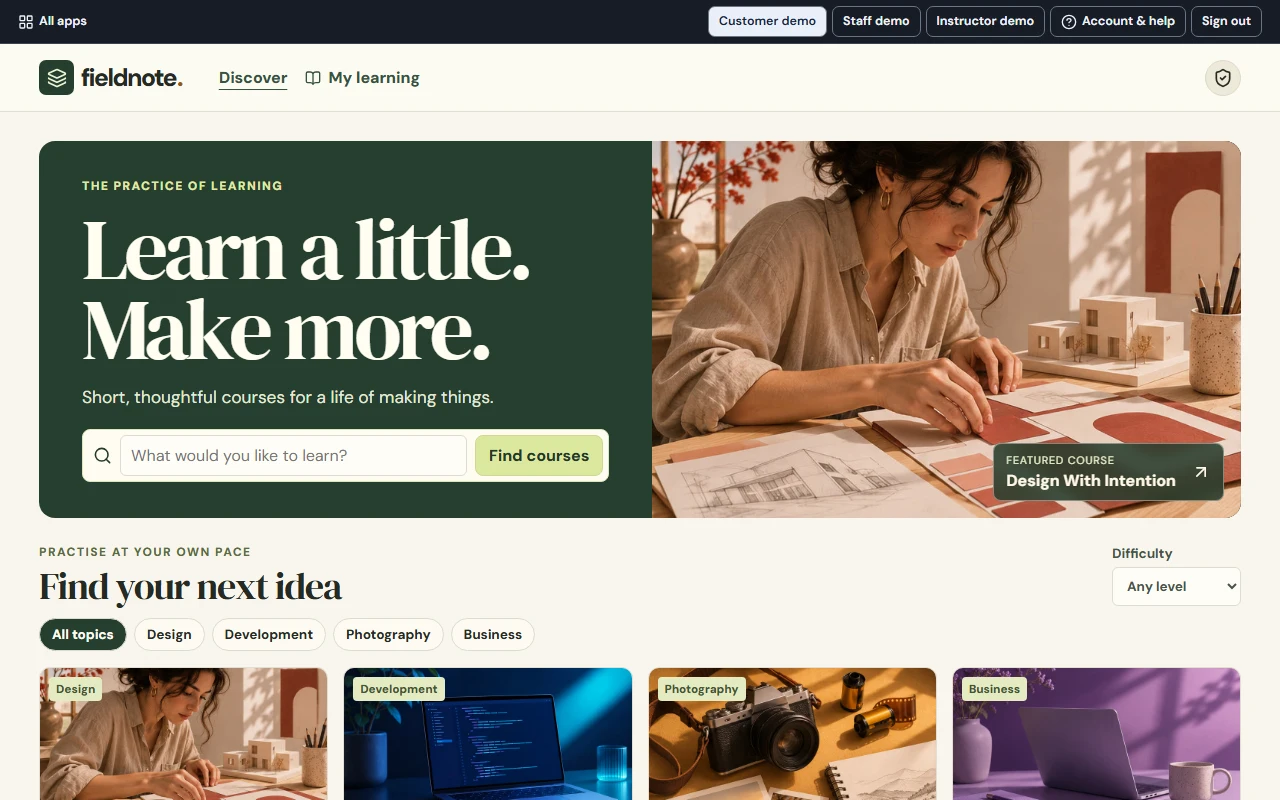 All apps
Customer demo
Staff demo
Instructor demo
Account & help
Sign out
fieldnote.
Discover
My learning
THE PRACTICE OF LEARNING
Learn a little.
Make more.
Short, thoughtful courses for a life of making things.
What would you like to learn?
Find courses
FEATURED COURSE
Design With Intention
PRACTISE AT YOUR OWN PACE
Find your next idea
Difficulty
Any level
All topics
Design
Development
Photography
Business
Design
Development
Photography
Business